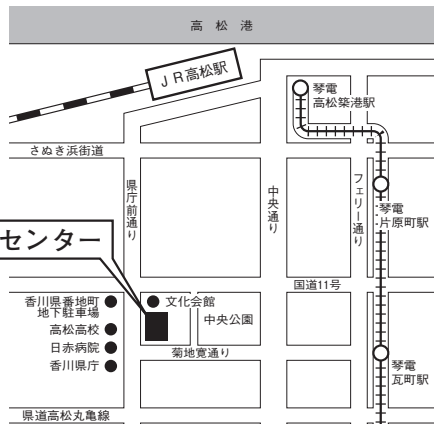 高松港
JR高松駅
琴電
高松築港駅
さぬき浜街道
県庁前通り
中央通り
フェリー通り
琴電
片原町駅
センター
国道11号
香川県番地町
地下駐車場
文化会館
中央公園
高松高校
日赤病院
菊地寛通り
香川県庁
琴電
瓦町駅
県道高松丸亀線